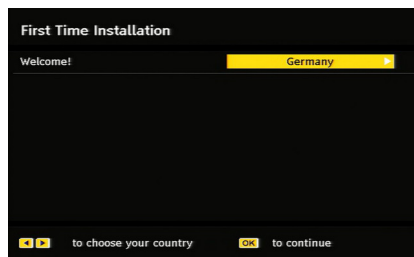 First Time Installation
Welcome! Germany
to choose your country OK to continue